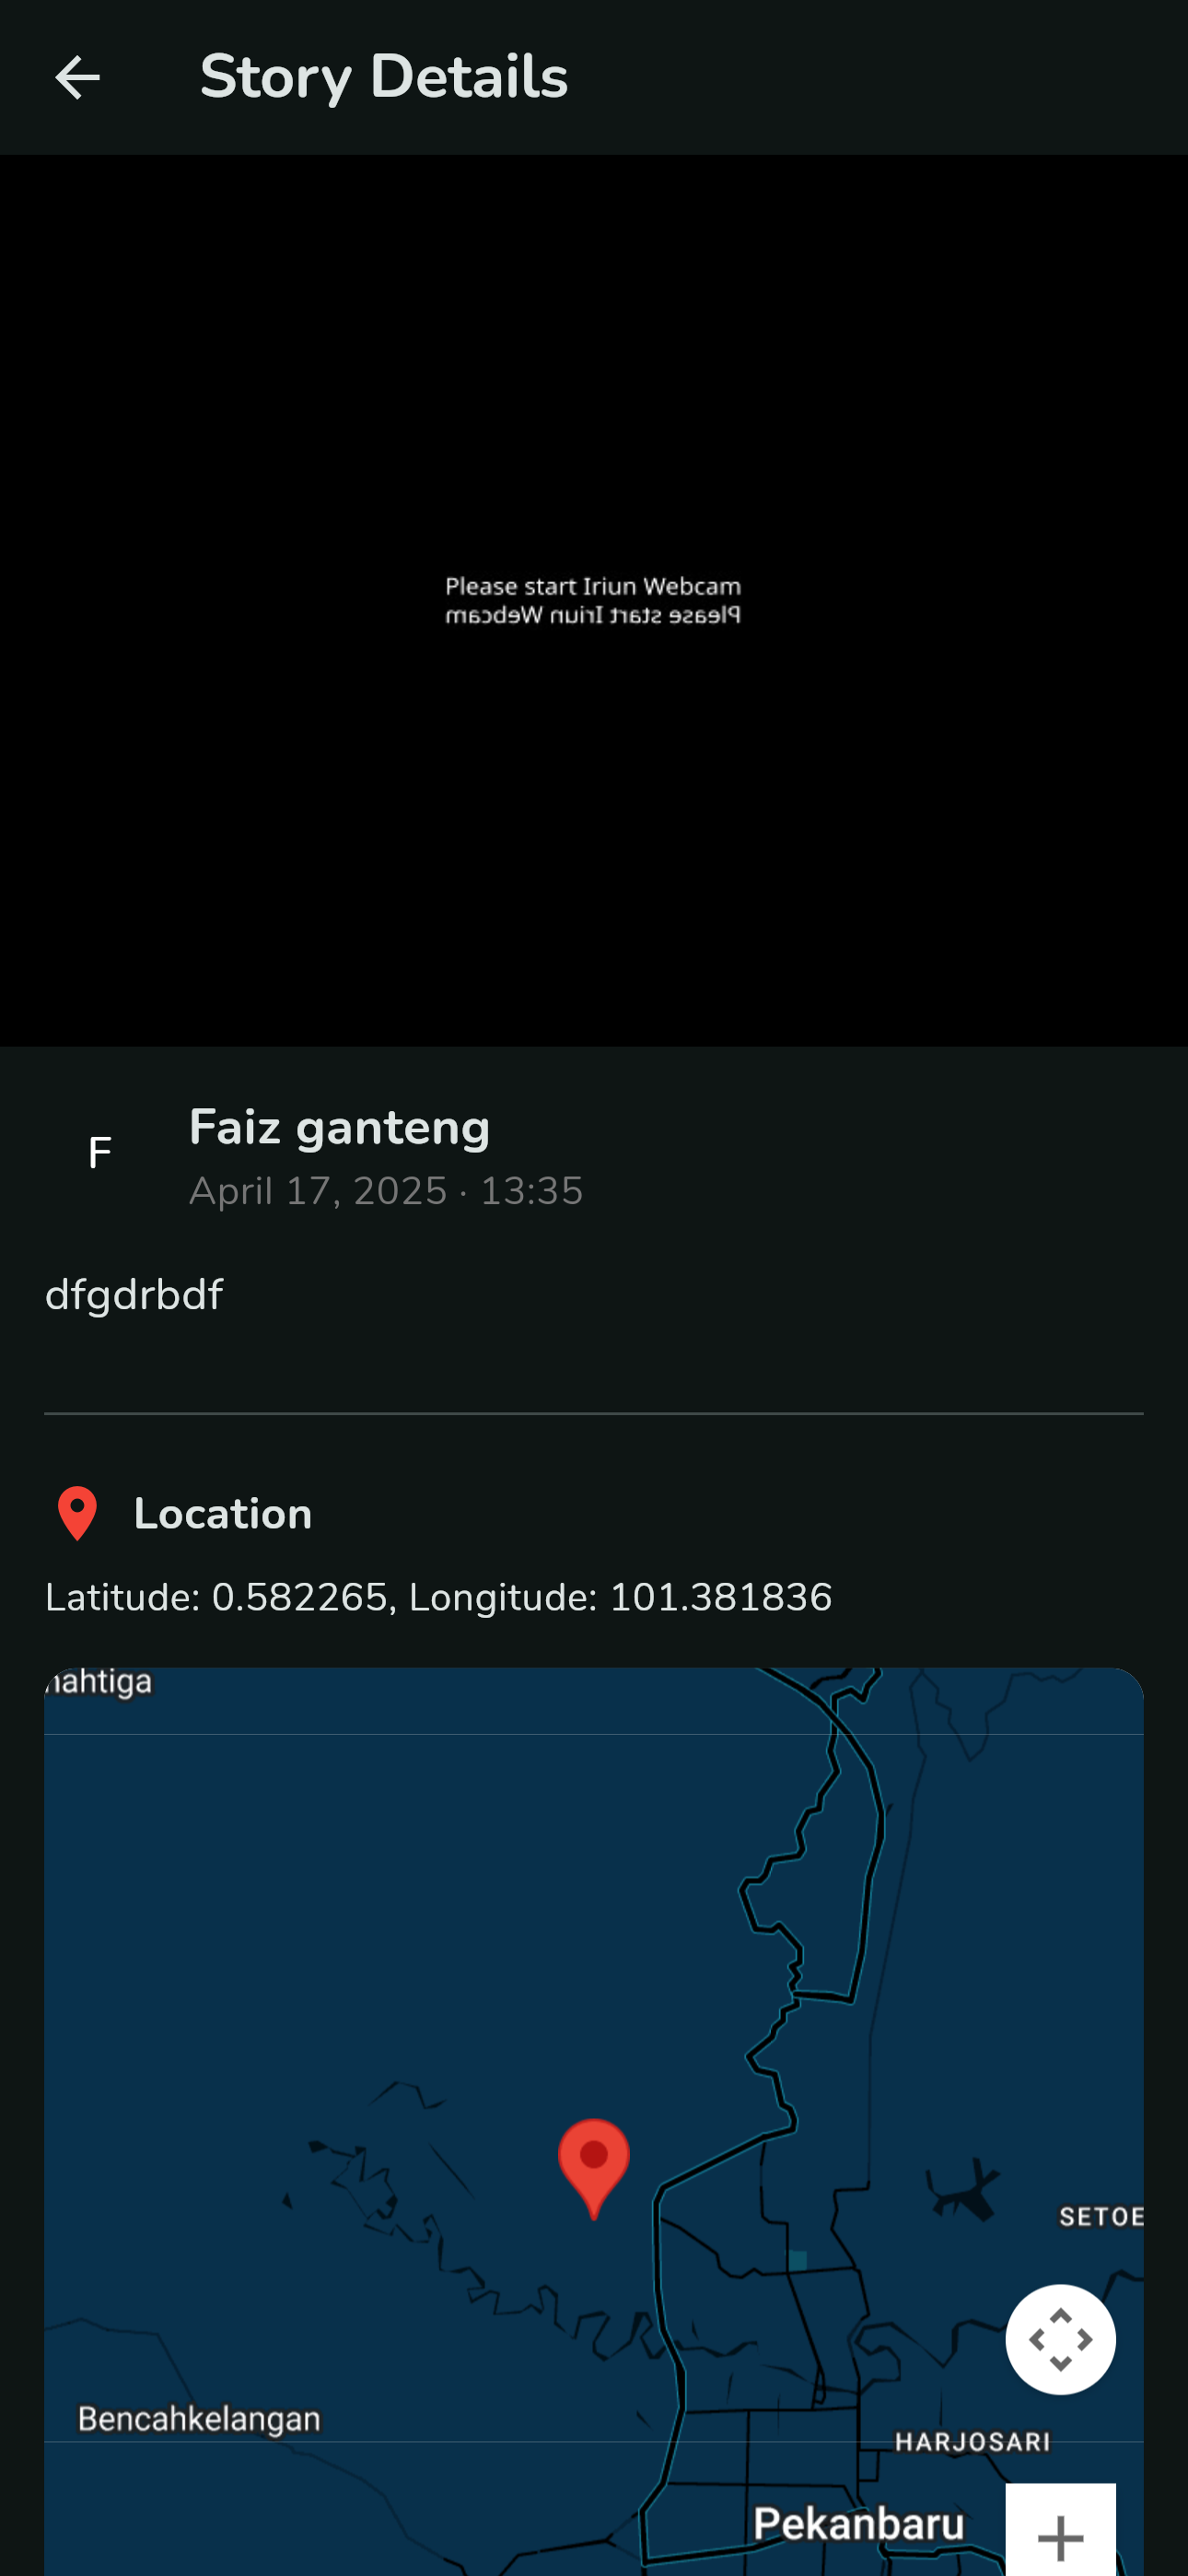 Story Details
Please start Iriun Webcam
Please start Iriun Webcam
F
Faiz ganteng
April 17, 2025 · 13:35
dfgdrbdf
Location
Latitude: 0.582265, Longitude: 101.381836
ahtiga
SETOE
Bencahkelangan
HARJOSARI
Pekanbaru